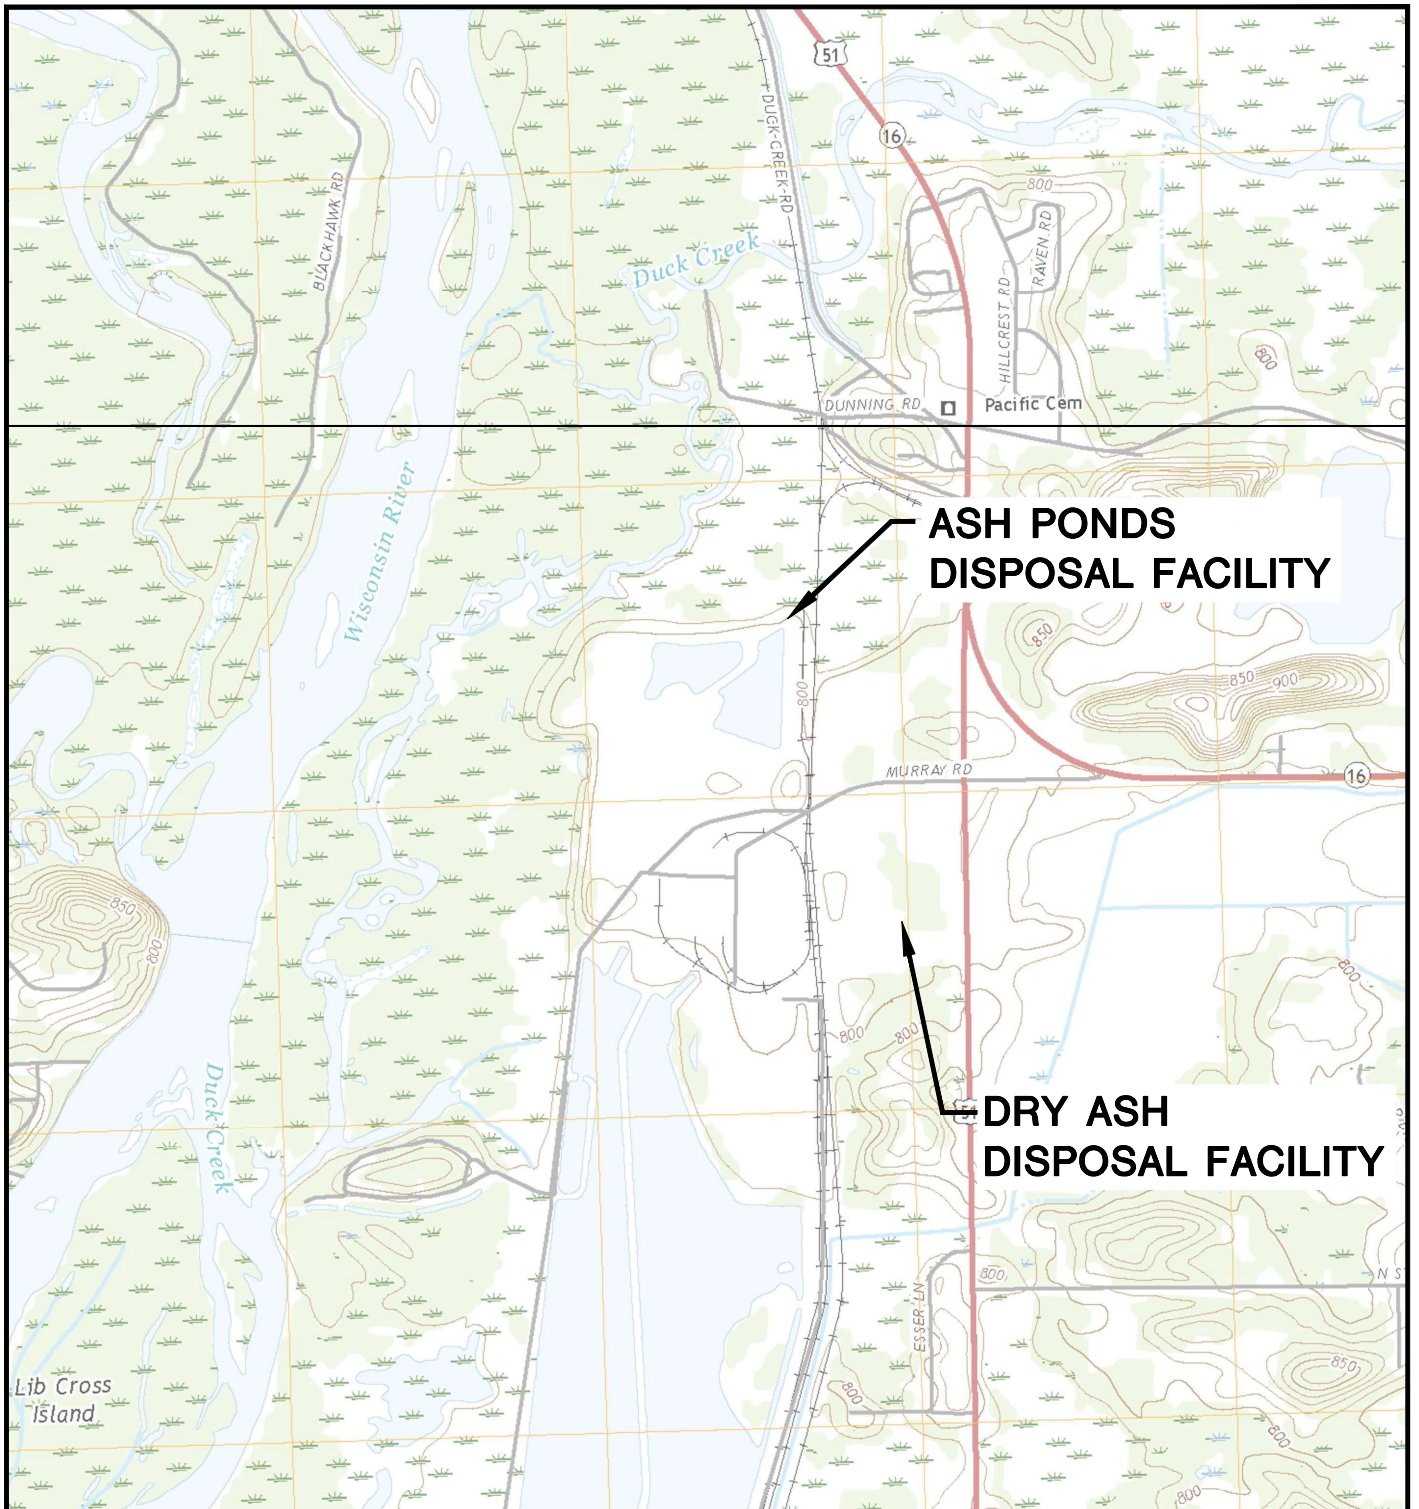 51
DUCK-CREEK-RD
16
BLACKHAWK RD
800
RAVEN RD
Duck Creek
HILLCREST RD
800
DUNNING RD
Pacific Cem
Wisconsin River
ASH PONDS
DISPOSAL FACILITY
850
800
850
900
MURRAY RD
16
850
800
800
800
800
Duck Creek
51
DRY ASH
DISPOSAL FACILITY
800
N S
ESSER LN
850
Lib Cross
Island
800
800
800